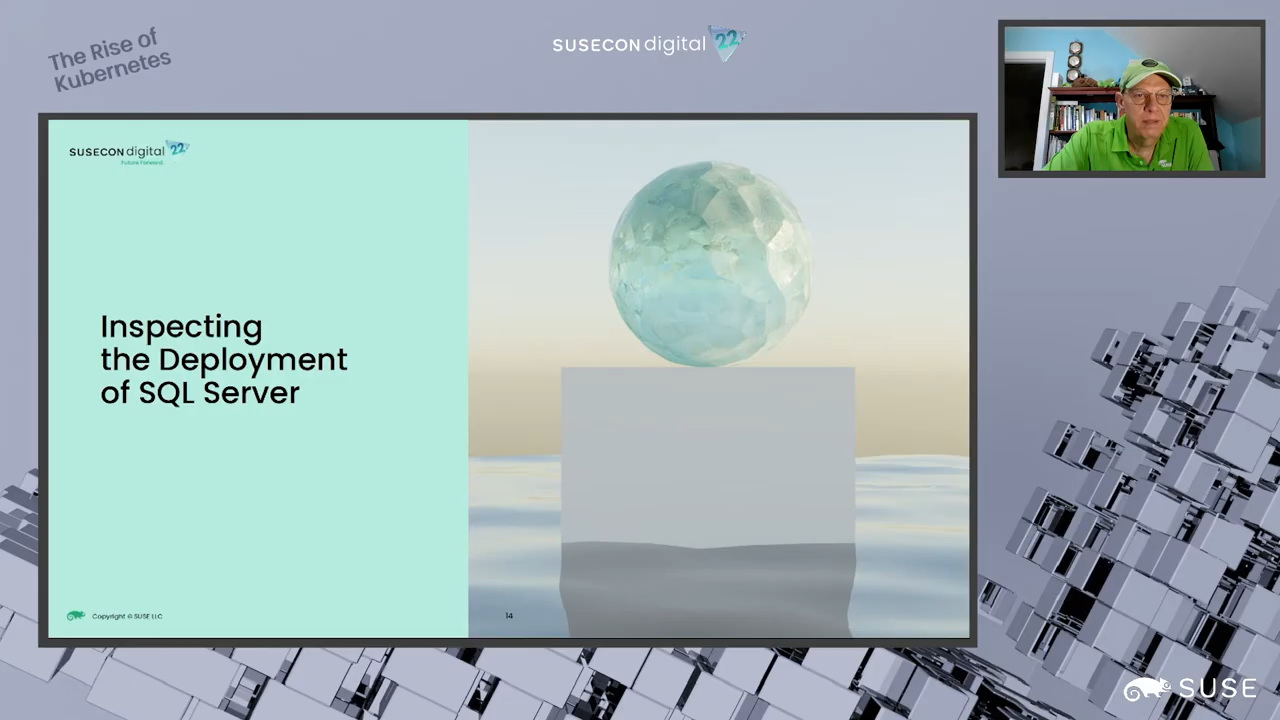 The Rise of
Kubernetes
SUSECON digital 22
SUSECON digital 22
Future Forward.
Inspecting
the Deployment
of SQL Server
Copyright © SUSE LLC
14
SUSE